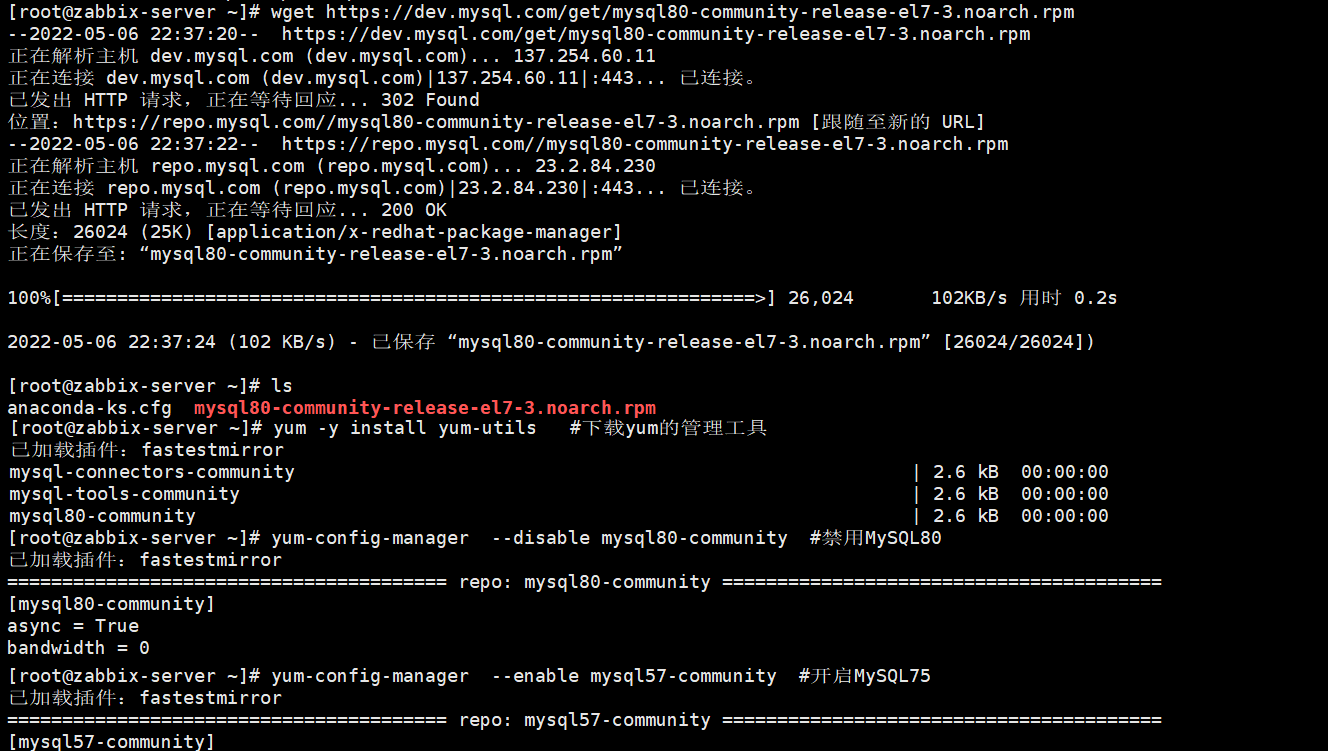 [root@zabbix-server ~]# wget https://dev.mysql.com/get/mysql80-community-release-el7-3.noarch.rpm
--2022-05-06 22:37:20--  https://dev.mysql.com/get/mysql80-community-release-el7-3.noarch.rpm
正在解析主机 dev.mysql.com (dev.mysql.com)... 137.254.60.11
正在连接 dev.mysql.com (dev.mysql.com)|137.254.60.11|:443... 已连接。
已发出 HTTP 请求，正在等待回应... 302 Found
位置：https://repo.mysql.com//mysql80-community-release-el7-3.noarch.rpm [跟随至新的 URL]
--2022-05-06 22:37:22--  https://repo.mysql.com//mysql80-community-release-el7-3.noarch.rpm
正在解析主机 repo.mysql.com (repo.mysql.com)... 23.2.84.230
正在连接 repo.mysql.com (repo.mysql.com)|23.2.84.230|:443... 已连接。
已发出 HTTP 请求，正在等待回应... 200 OK
长度：26024 (25K) [application/x-redhat-package-manager]
正在保存至: “mysql80-community-release-el7-3.noarch.rpm”
100%[===============================================================>] 26,024       102KB/s 用时 0.2s
2022-05-06 22:37:24 (102 KB/s) - 已保存 “mysql80-community-release-el7-3.noarch.rpm” [26024/26024])
[root@zabbix-server ~]# ls
anaconda-ks.cfg  mysql80-community-release-el7-3.noarch.rpm
[root@zabbix-server ~]# yum -y install yum-utils   #下载yum的管理工具
已加载插件：fastestmirror
mysql-connectors-community                                                        | 2.6 kB  00:00:00
mysql-tools-community                                                             | 2.6 kB  00:00:00
mysql80-community                                                                 | 2.6 kB  00:00:00
[root@zabbix-server ~]# yum-config-manager  --disable mysql80-community  #禁用MySQL80
已加载插件：fastestmirror
======================================== repo: mysql80-community ========================================
[mysql80-community]
async = True
bandwidth = 0
[root@zabbix-server ~]# yum-config-manager  --enable mysql57-community  #开启MySQL75
已加载插件：fastestmirror
======================================== repo: mysql57-community ========================================
[mysql57-community]